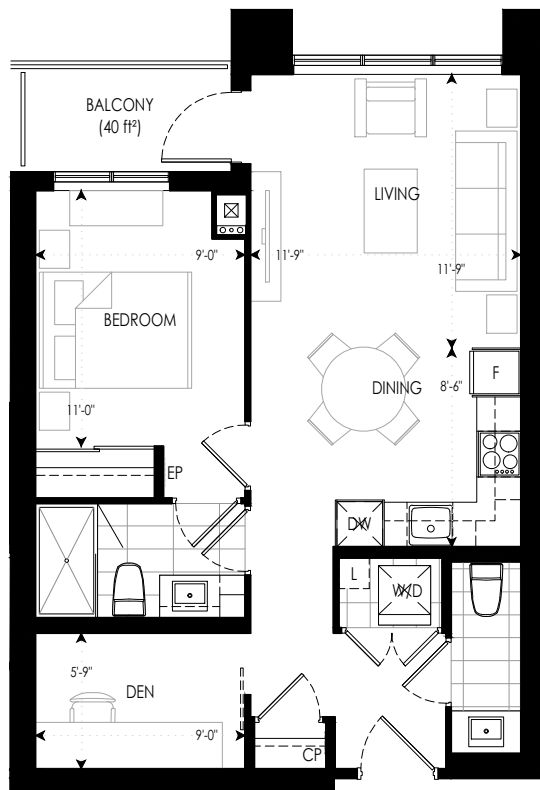 BALCONY
(40 ft²)
LIVING
9'-0"
11'-9"
11'-9"
BEDROOM
F
DINING
8'-6"
11'-0"
EP
DW
L
W/D
5'-9"
DEN
9'-0"
CP